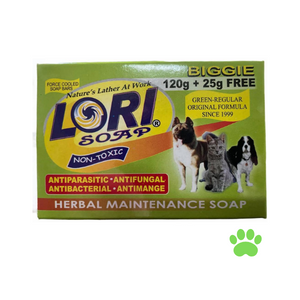 FORCE COOLED
SOAP BARS
Nature's Lather At Work
BIGGIE
120g + 25g FREE
LORI
SOAP®
NON-TOXIC
GREEN-REGULAR
ORIGINAL FORMULA
SINCE 1999
ANTIPARASITIC • ANTIFUNGAL
ANTIBACTERIAL • ANTIMANGE
HERBAL MAINTENANCE SOAP